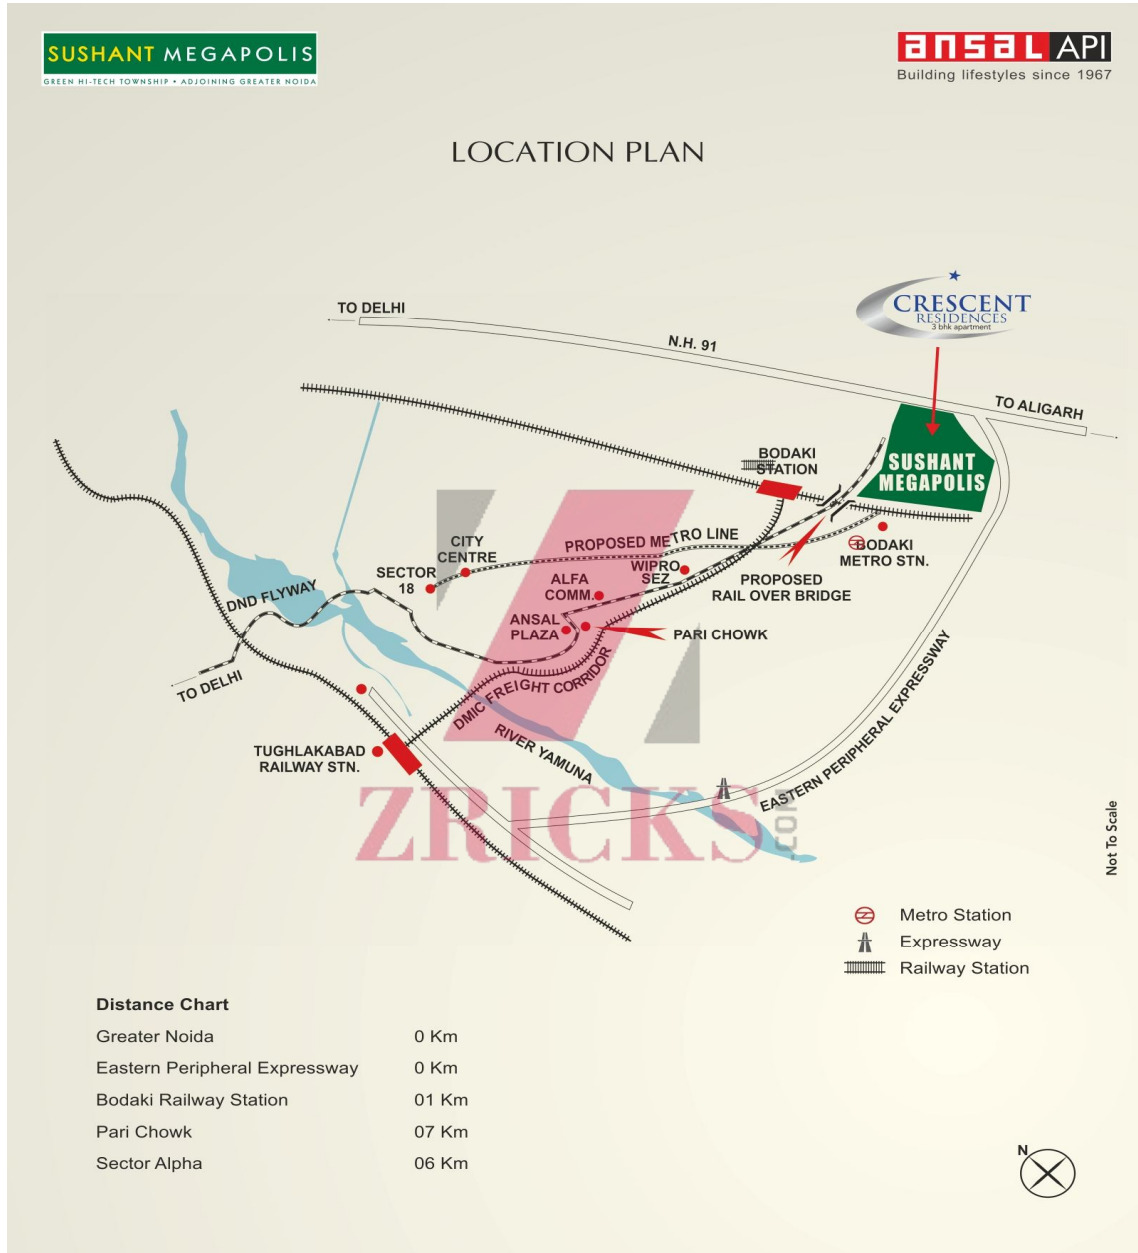 SUSHANT MEGAPOLIS
GREEN HI-TECH TOWNSHIP • ADJOINING GREATER NOIDA
ansal API
Building lifestyles since 1967
LOCATION PLAN
CRESCENT
RESIDENCES
3 bhk apartment
TO DELHI
N.H. 91
TO ALIGARH
SUSHANT
MEGAPOLIS
BODAKI
STATION
PROPOSED METRO LINE
CITY
CENTRE
SECTOR
18
WIPRO
SEZ
ALFA
COMM.
BODAKI
METRO STN.
PROPOSED
RAIL OVER BRIDGE
DND FLYWAY
ANSAL
PLAZA
PARI CHOWK
TO DELHI
DMIC FREIGHT CORRIDOR
EASTERN PERIPHERAL EXPRESSWAY
RIVER YAMUNA
TUGHLAKABAD
RAILWAY STN.
ZRICKS.COM
Not To Scale
Metro Station
Expressway
Railway Station
Distance Chart
Greater Noida 0 Km
Eastern Peripheral Expressway 0 Km
Bodaki Railway Station 01 Km
Pari Chowk 07 Km
Sector Alpha 06 Km
N